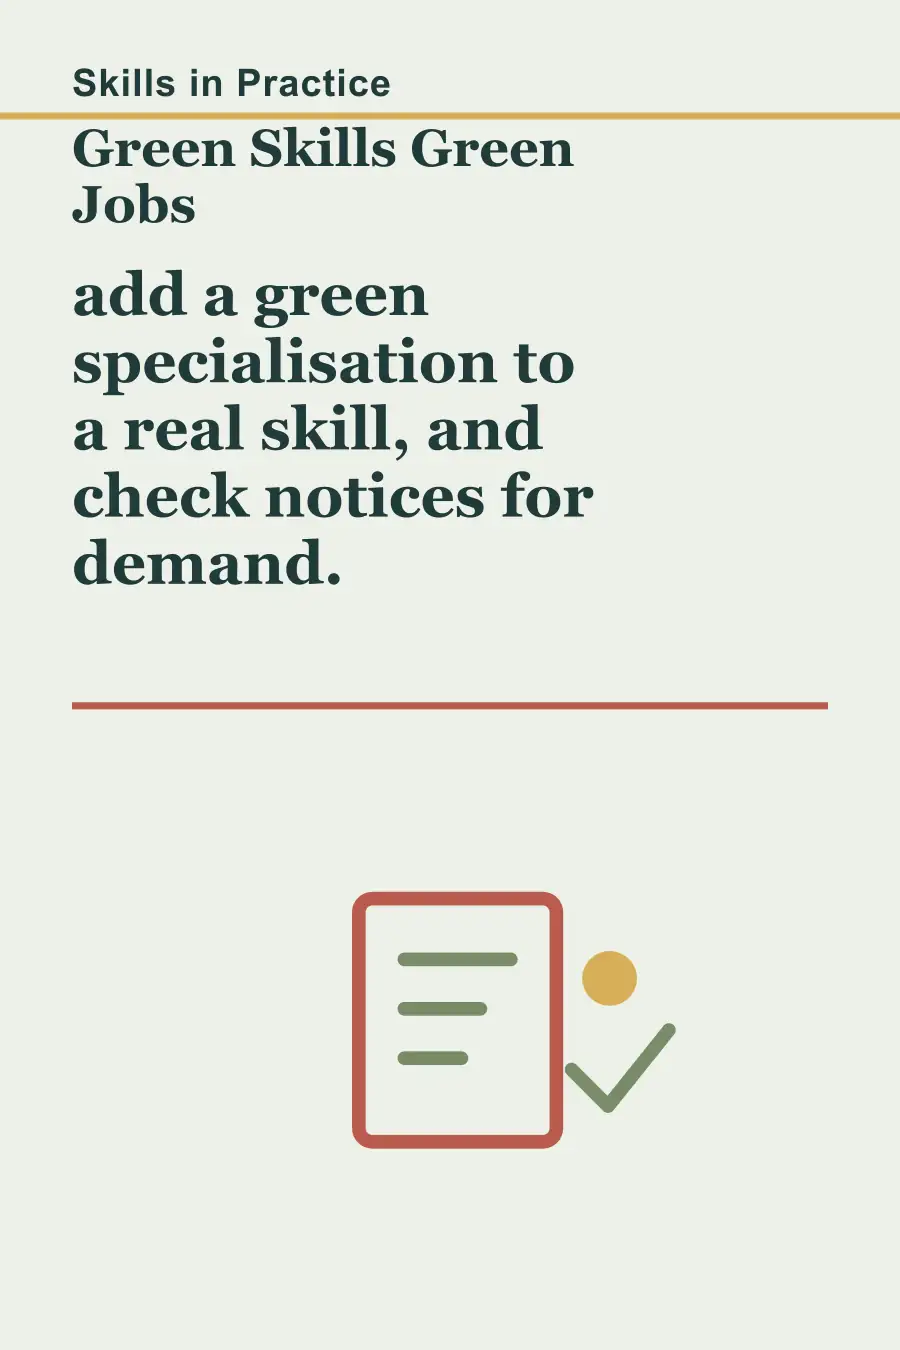 Skills in Practice
Green Skills Green
Jobs
add a green
specialisation to
a real skill, and
check notices for
demand.